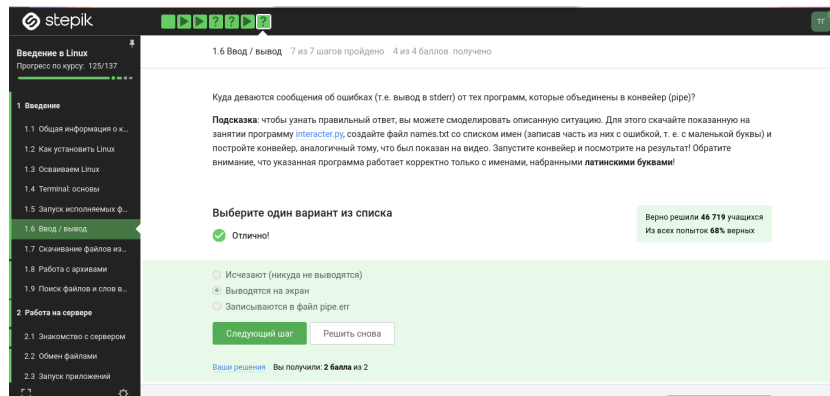 stepik
ТГ
Введение в Linux
Прогресс по курсу: 125/137
1 Введение
1.1 Общая информация о к...
1.2 Как установить Linux
1.3 Осваиваем Linux
1.4 Terminal: основы
1.5 Запуск исполняемых ф...
1.6 Ввод / вывод
1.7 Скачивание файлов из...
1.8 Работа с архивами
1.9 Поиск файлов и слов в...
2 Работа на сервере
2.1 Знакомство с сервером
2.2 Обмен файлами
2.3 Запуск приложений
1.6 Ввод / вывод 7 из 7 шагов пройдено 4 из 4 баллов получено
Куда деваются сообщения об ошибках (т.е. вывод в stderr) от тех программ, которые объединены в конвейер (pipe)?
Подсказка: чтобы узнать правильный ответ, вы можете смоделировать описанную ситуацию. Для этого скачайте показанную на
занятии программу interacter.py, создайте файл names.txt со списком имен (записав часть из них с ошибкой, т. е. с маленькой буквы) и
постройте конвейер, аналогичный тому, что был показан на видео. Запустите конвейер и посмотрите на результат! Обратите
внимание, что указанная программа работает корректно только с именами, набранными латинскими буквами!
Выберите один вариант из списка
Отлично!
Верно решили 46 719 учащихся
Из всех попыток 68% верных
Исчезают (никуда не выводятся)
Выводятся на экран
Записываются в файл pipe.err
Следующий шаг
Решить снова
Ваши решения Вы получили: 2 балла из 2